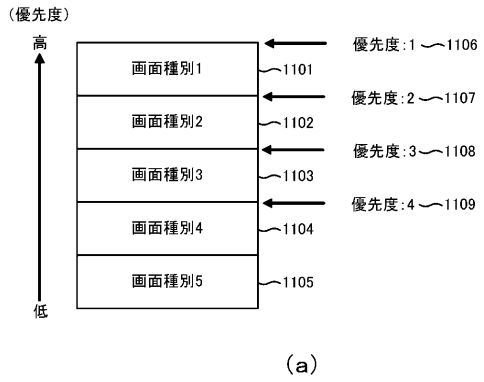 (優先度)
高
優先度:1 1106
画面種別1 1101
優先度:2 1107
画面種別2 1102
優先度:3 1108
画面種別3 1103
優先度:4 1109
画面種別4 1104
画面種別5 1105
低
(a)